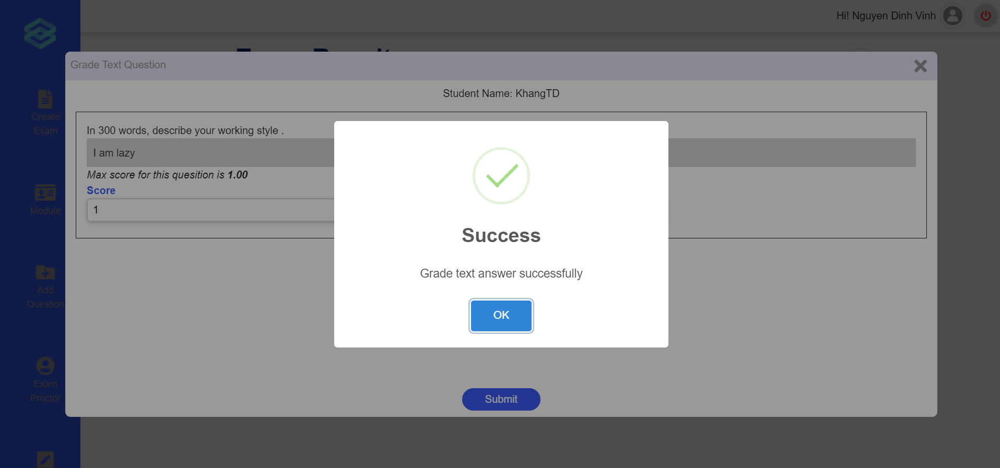 Hi! Nguyen Dinh Vinh
Grade Text Question
Student Name: KhangTD
Create
Exam
In 300 words, describe your working style .
I am lazy
Max score for this quesition is 1.00
Score
1
Module
Success
Grade text answer successfully
OK
Add
Question
Exam
Proctor
Submit